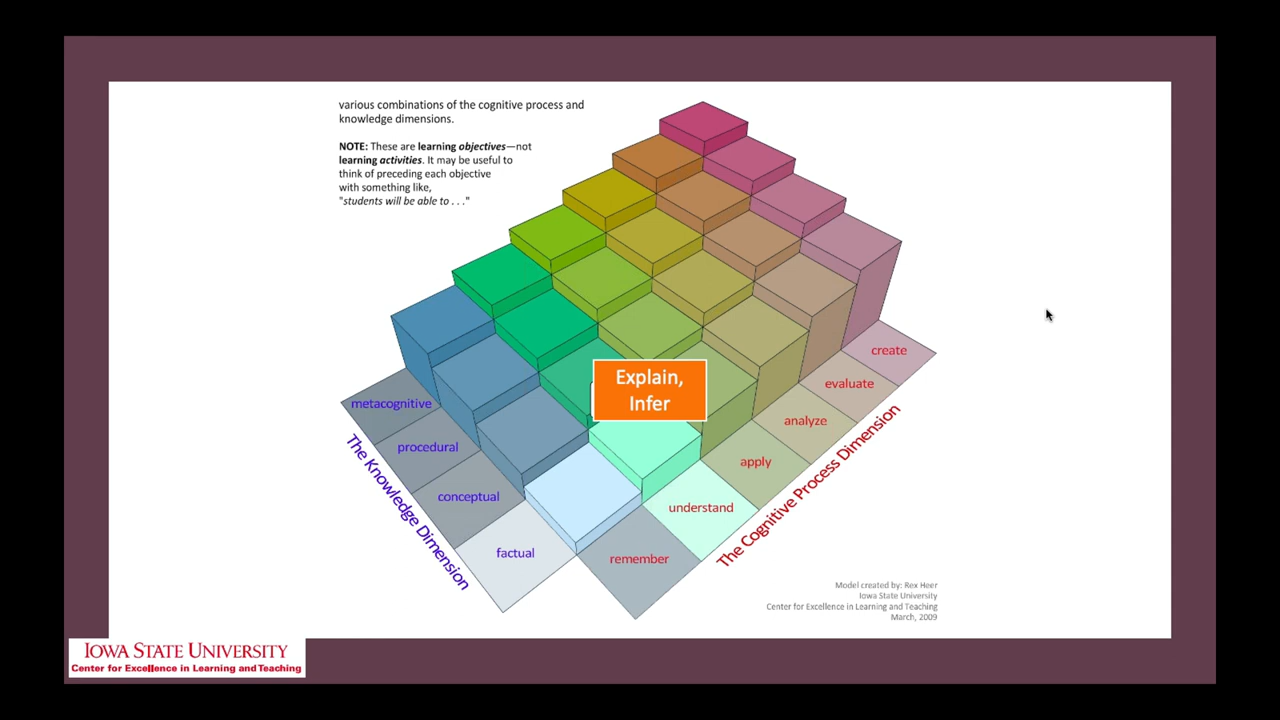 various combinations of the cognitive process and
knowledge dimensions.
NOTE: These are learning objectives—not
learning activities. It may be useful to
think of preceding each objective
with something like,
"students will be able to . . ."
Explain,
Infer
metacognitive
procedural
conceptual
factual
The Knowledge Dimension
create
evaluate
analyze
apply
understand
remember
The Cognitive Process Dimension
Model created by: Rex Heer
Iowa State University
Center for Excellence in Learning and Teaching
March, 2009
IOWA STATE UNIVERSITY
Center for Excellence in Learning and Teaching